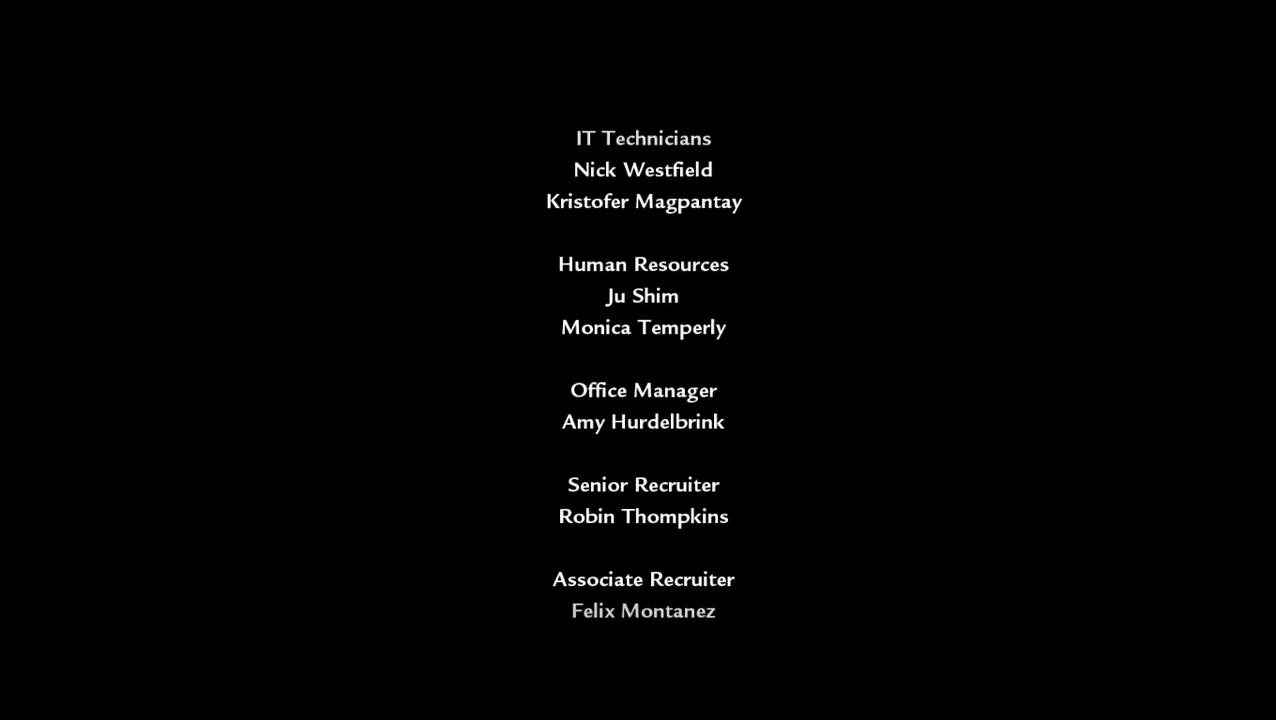 IT Technicians
Nick Westfield
Kristofer Magpantay
Human Resources
Ju Shim
Monica Temperly
Office Manager
Amy Hurdelbrink
Senior Recruiter
Robin Thompkins
Associate Recruiter
Felix Montanez